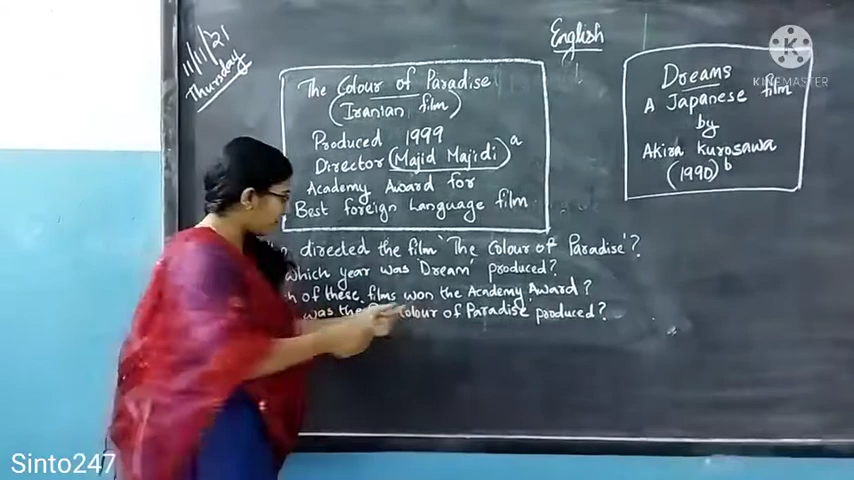 11/11/21
Thursday
English
The Colour of Paradise
(Iranian film)
Produced 1999
Director (Majid Majidi) a
Academy Award for
Best foreign Language film
Dreams
A Japanese film
by
Akira Kurosawa
(1990) b
directed the film 'The Colour of Paradise'?
which year was Dream' produced?
of these films won the Academy Award?
was the Colour of Paradise produced?
K
KINEMASTER
Sinto247